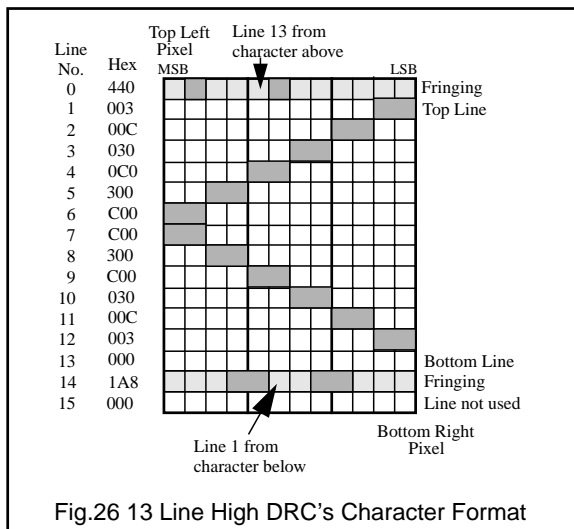 Top Left
Pixel
Line 13 from
character above
Line
No.
Hex
MSB
LSB
0 440 Fringing
1 003 Top Line
2 00C
3 030
4 0C0
5 300
6 C00
7 C00
8 300
9 C00
10 030
11 00C
12 003
13 000 Bottom Line
14 1A8 Fringing
15 000 Line not used
Line 1 from
character below
Bottom Right
Pixel
Fig.26 13 Line High DRC's Character Format